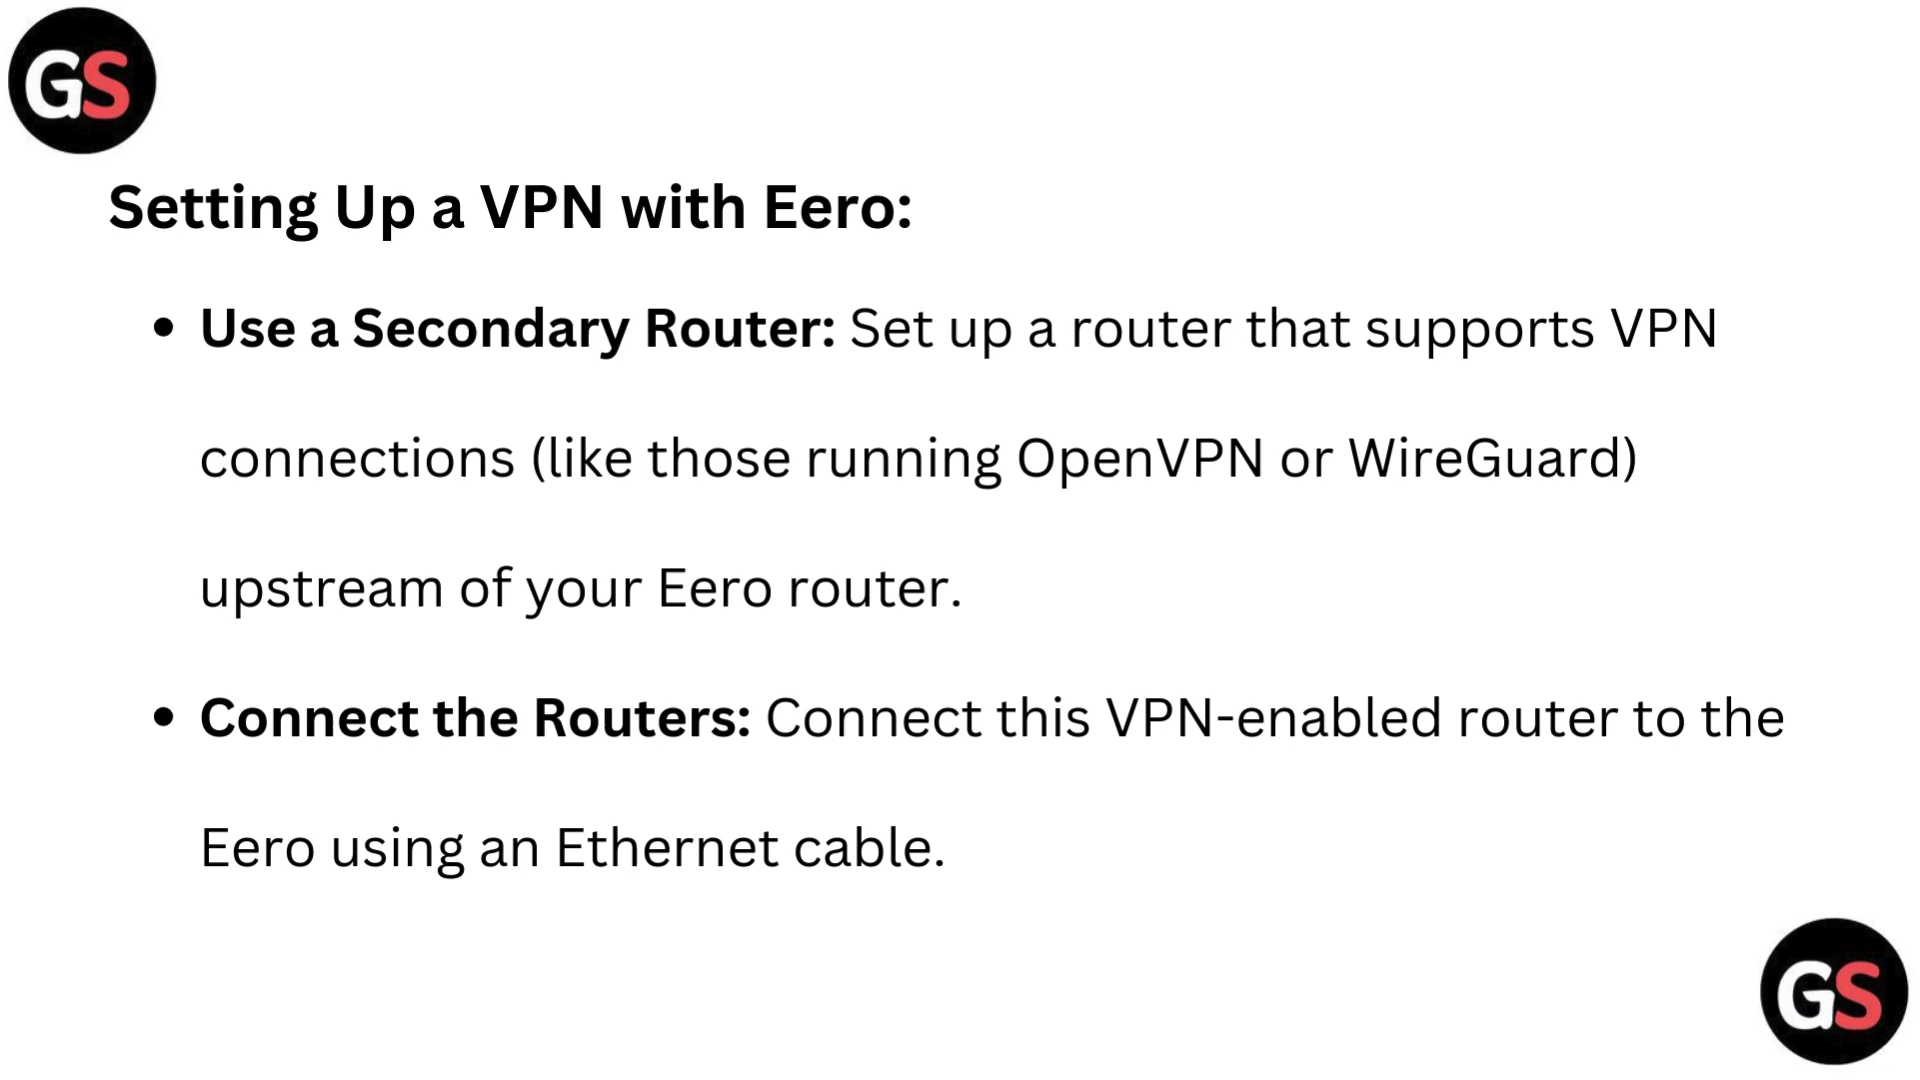 GS
Setting Up a VPN with Eero:
• Use a Secondary Router: Set up a router that supports VPN
connections (like those running OpenVPN or WireGuard)
upstream of your Eero router.
• Connect the Routers: Connect this VPN-enabled router to the
Eero using an Ethernet cable.
GS